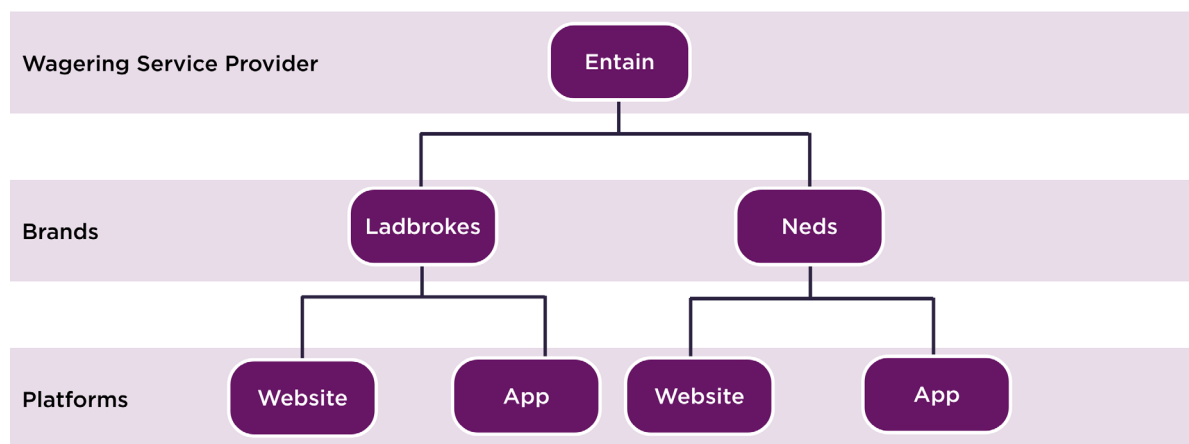 Wagering Service Provider
Entain
Brands
Ladbrokes
Neds
Platforms
Website
App
Website
App